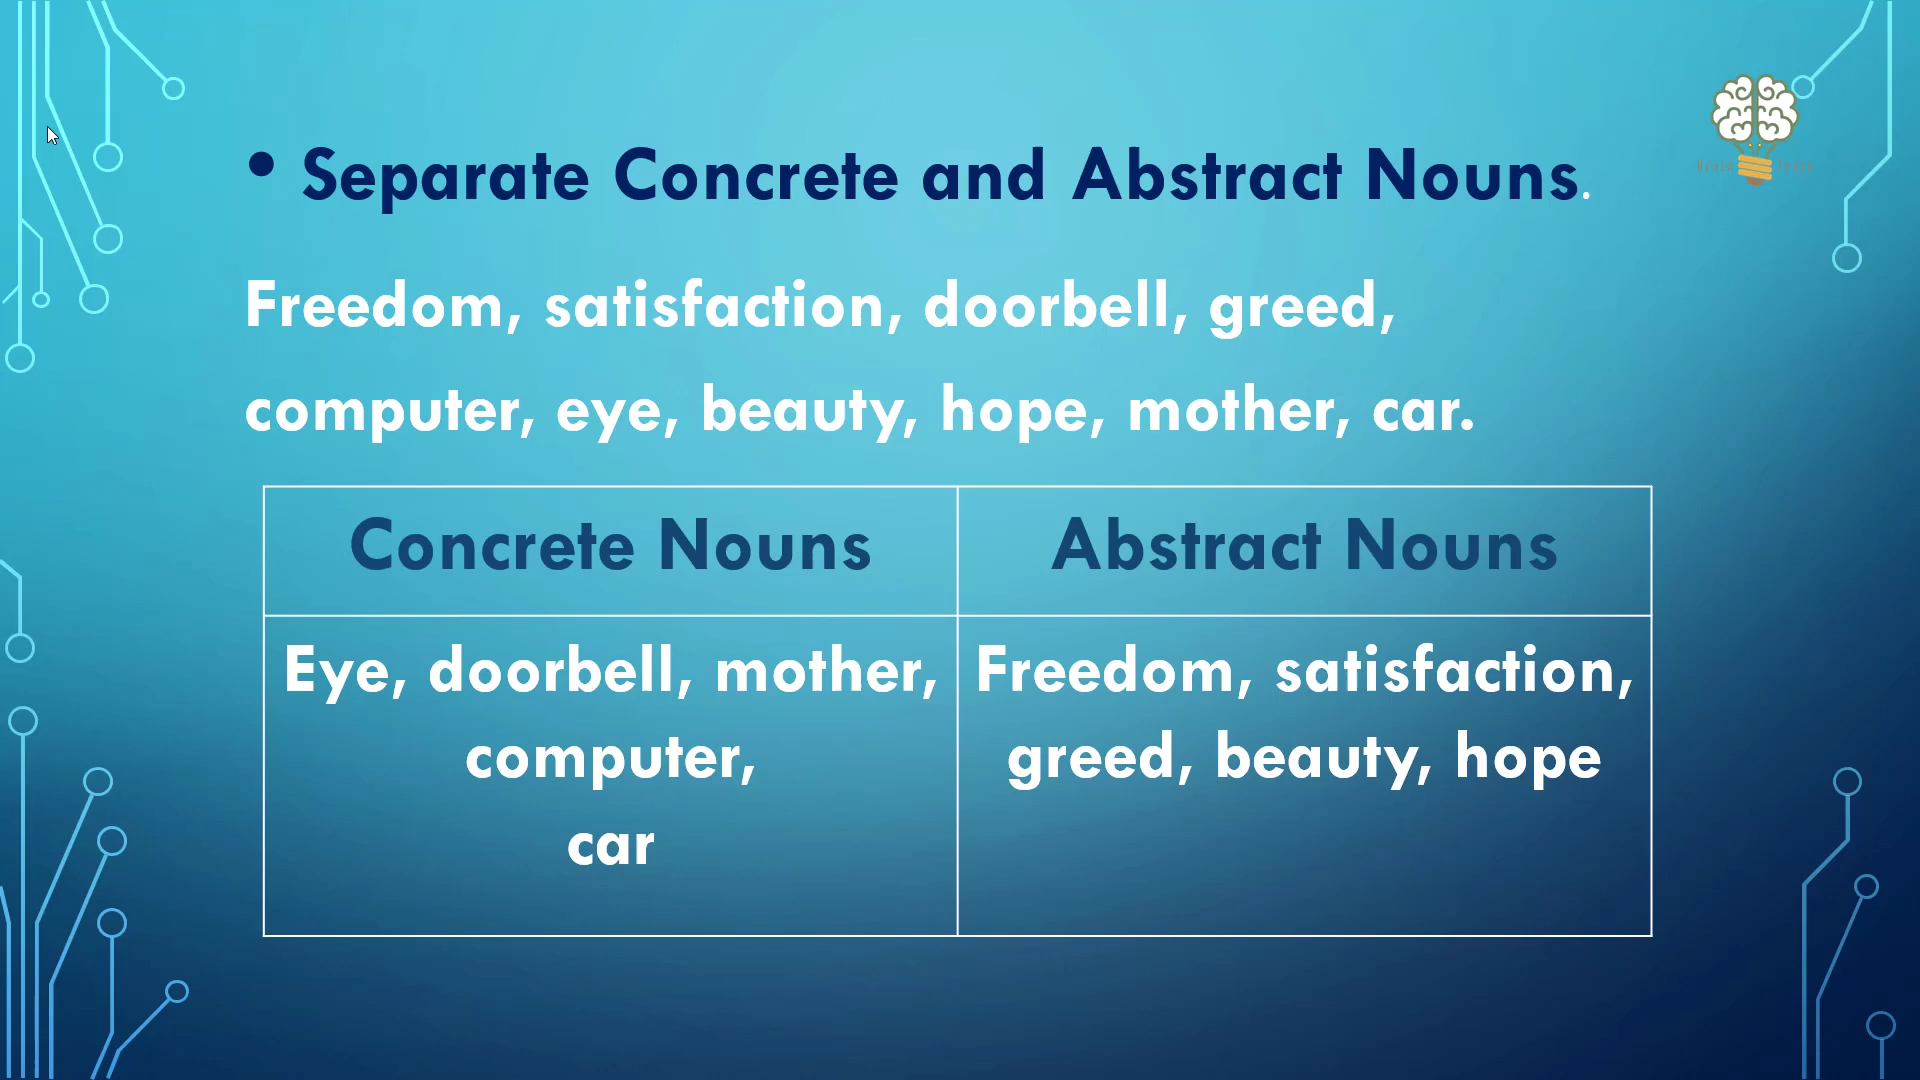 • Separate Concrete and Abstract Nouns.
Freedom, satisfaction, doorbell, greed,
computer, eye, beauty, hope, mother, car.
Concrete Nouns
Abstract Nouns
Eye, doorbell, mother,
computer,
car
Freedom, satisfaction,
greed, beauty, hope